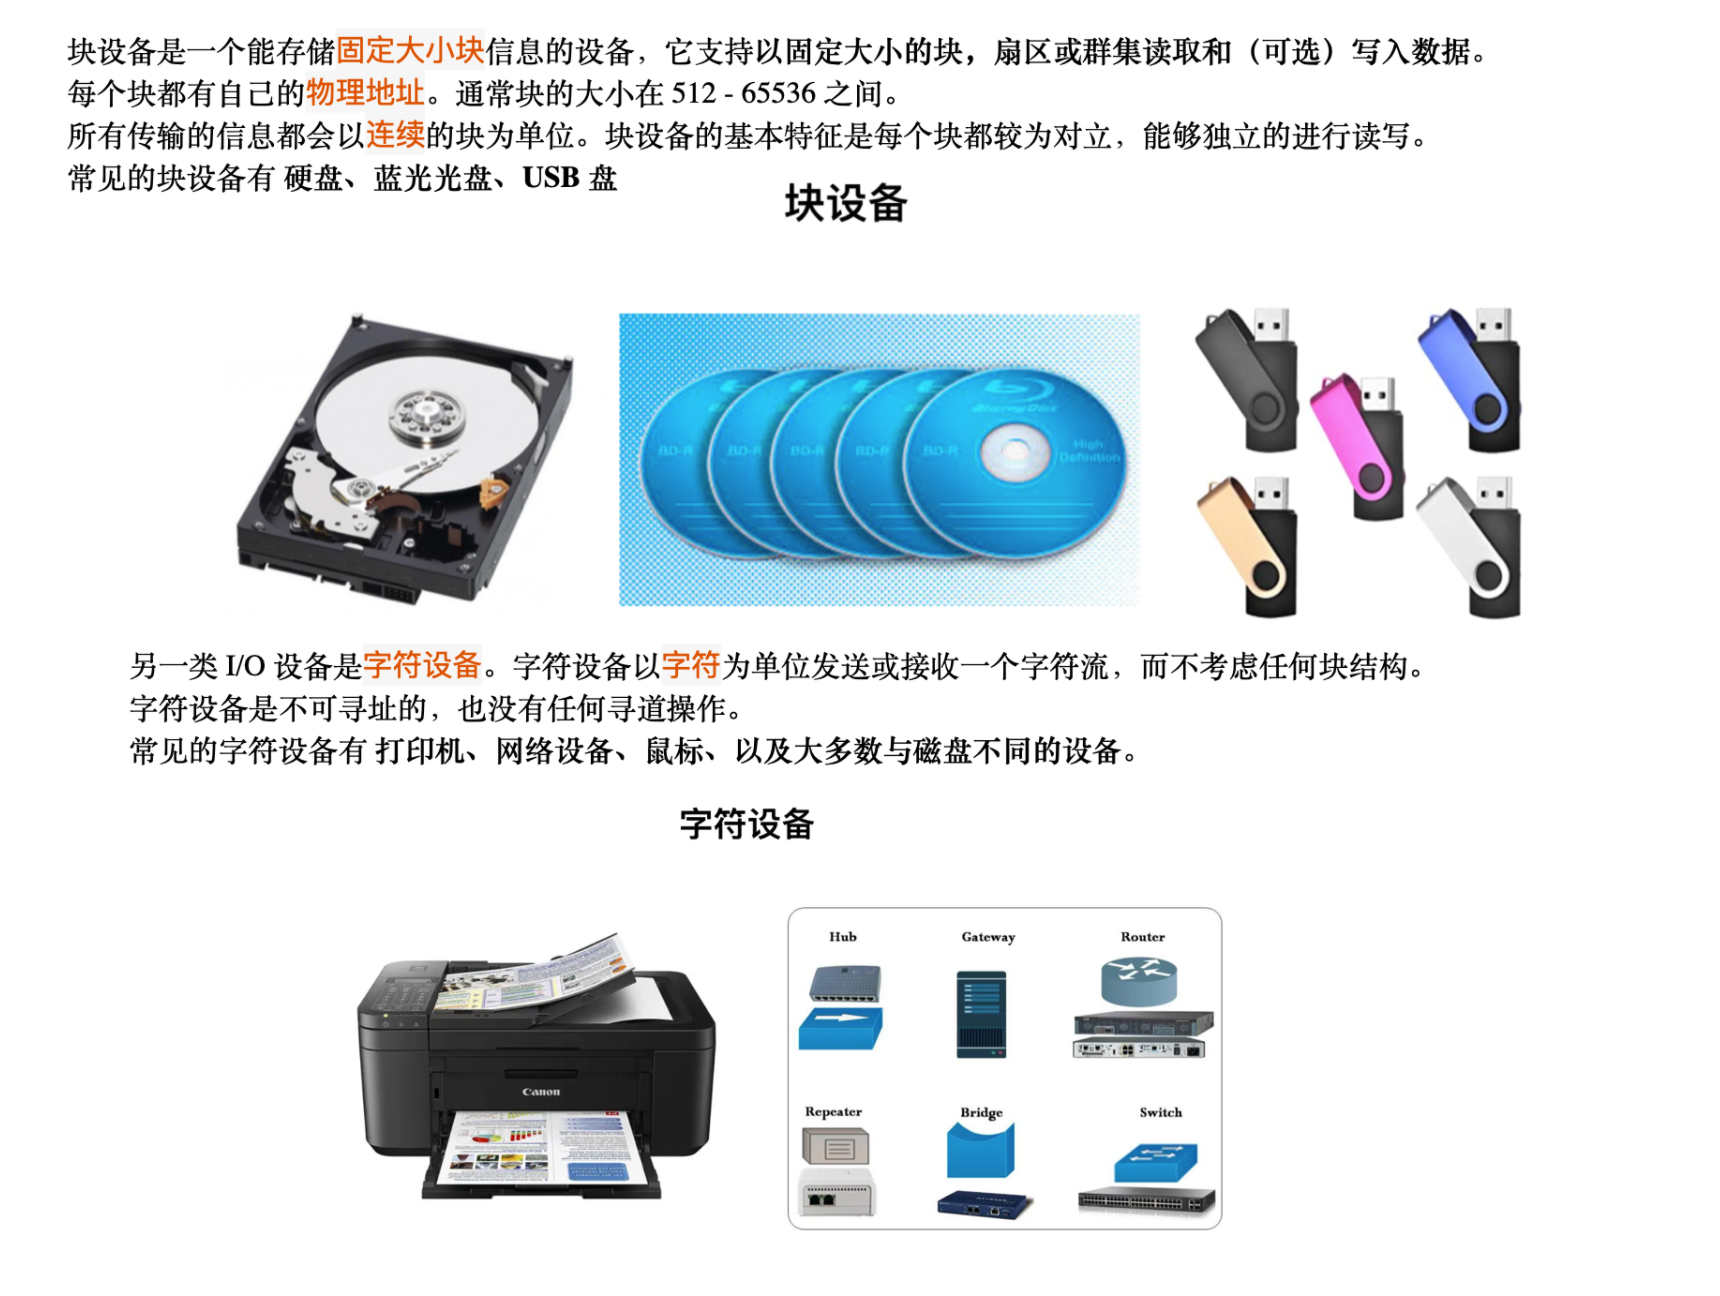 块设备是一个能存储固定大小块信息的设备，它支持以固定大小的块，扇区或群集读取和（可选）写入数据。
每个块都有自己的物理地址。通常块的大小在 512 - 65536 之间。
所有传输的信息都会以连续的块为单位。块设备的基本特征是每个块都较为对立，能够独立的进行读写。
常见的块设备有 硬盘、蓝光光盘、USB 盘
块设备
BD-R BD-R BD-R BD-R BD-R
Blu-ray Disc
High
Definition
另一类 I/O 设备是字符设备。字符设备以字符为单位发送或接收一个字符流，而不考虑任何块结构。
字符设备是不可寻址的，也没有任何寻道操作。
常见的字符设备有 打印机、网络设备、鼠标、以及大多数与磁盘不同的设备。
字符设备
Canon
Hub Gateway Router
Repeater Bridge Switch